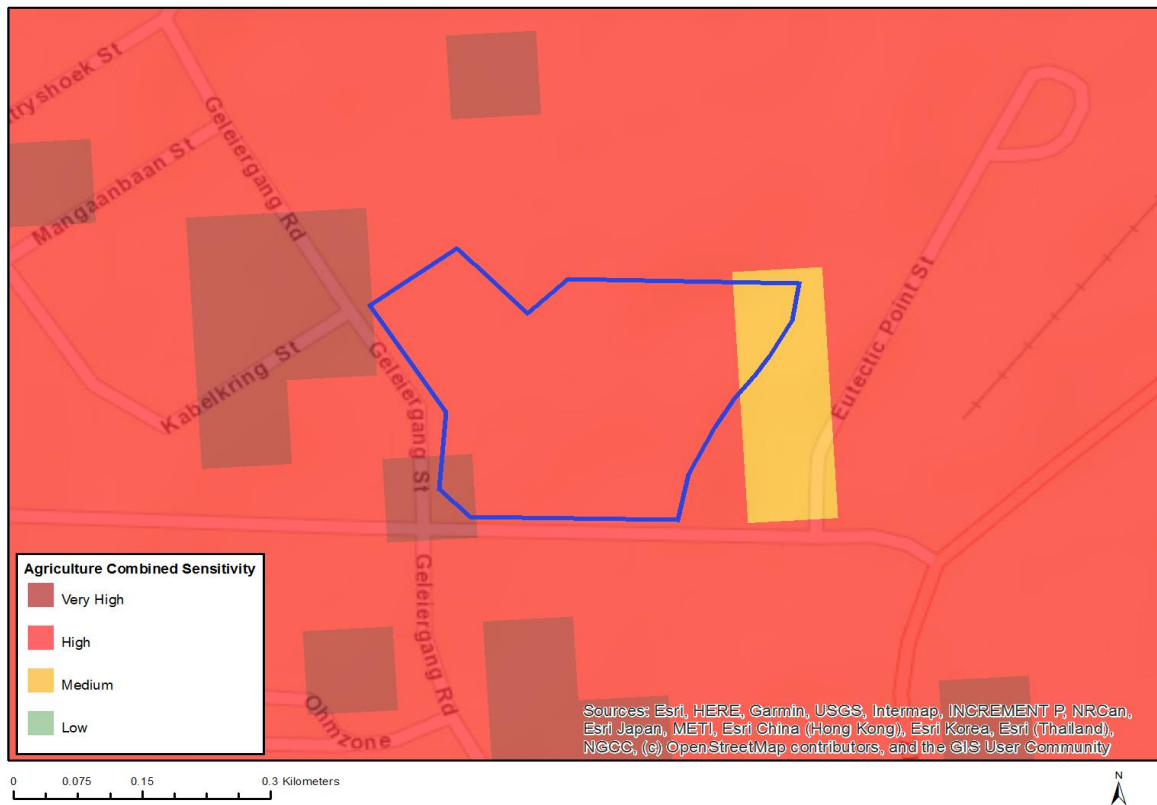 tryshoek St
Mangaanbaan St
Geleiergang Rd
Kabelkring St
Geleiergang St
Eutectic Point St
Geleiergang Rd
Ohmzone
Agriculture Combined Sensitivity
Very High
High
Medium
Low
Sources: Esri, HERE, Garmin, USGS, Intermap, INCREMENT P, NRCan,
Esri Japan, METI, Esri China (Hong Kong), Esri Korea, Esri (Thailand),
NGCC, (c) OpenStreetMap contributors, and the GIS User Community
0 0.075 0.15 0.3 Kilometers
N